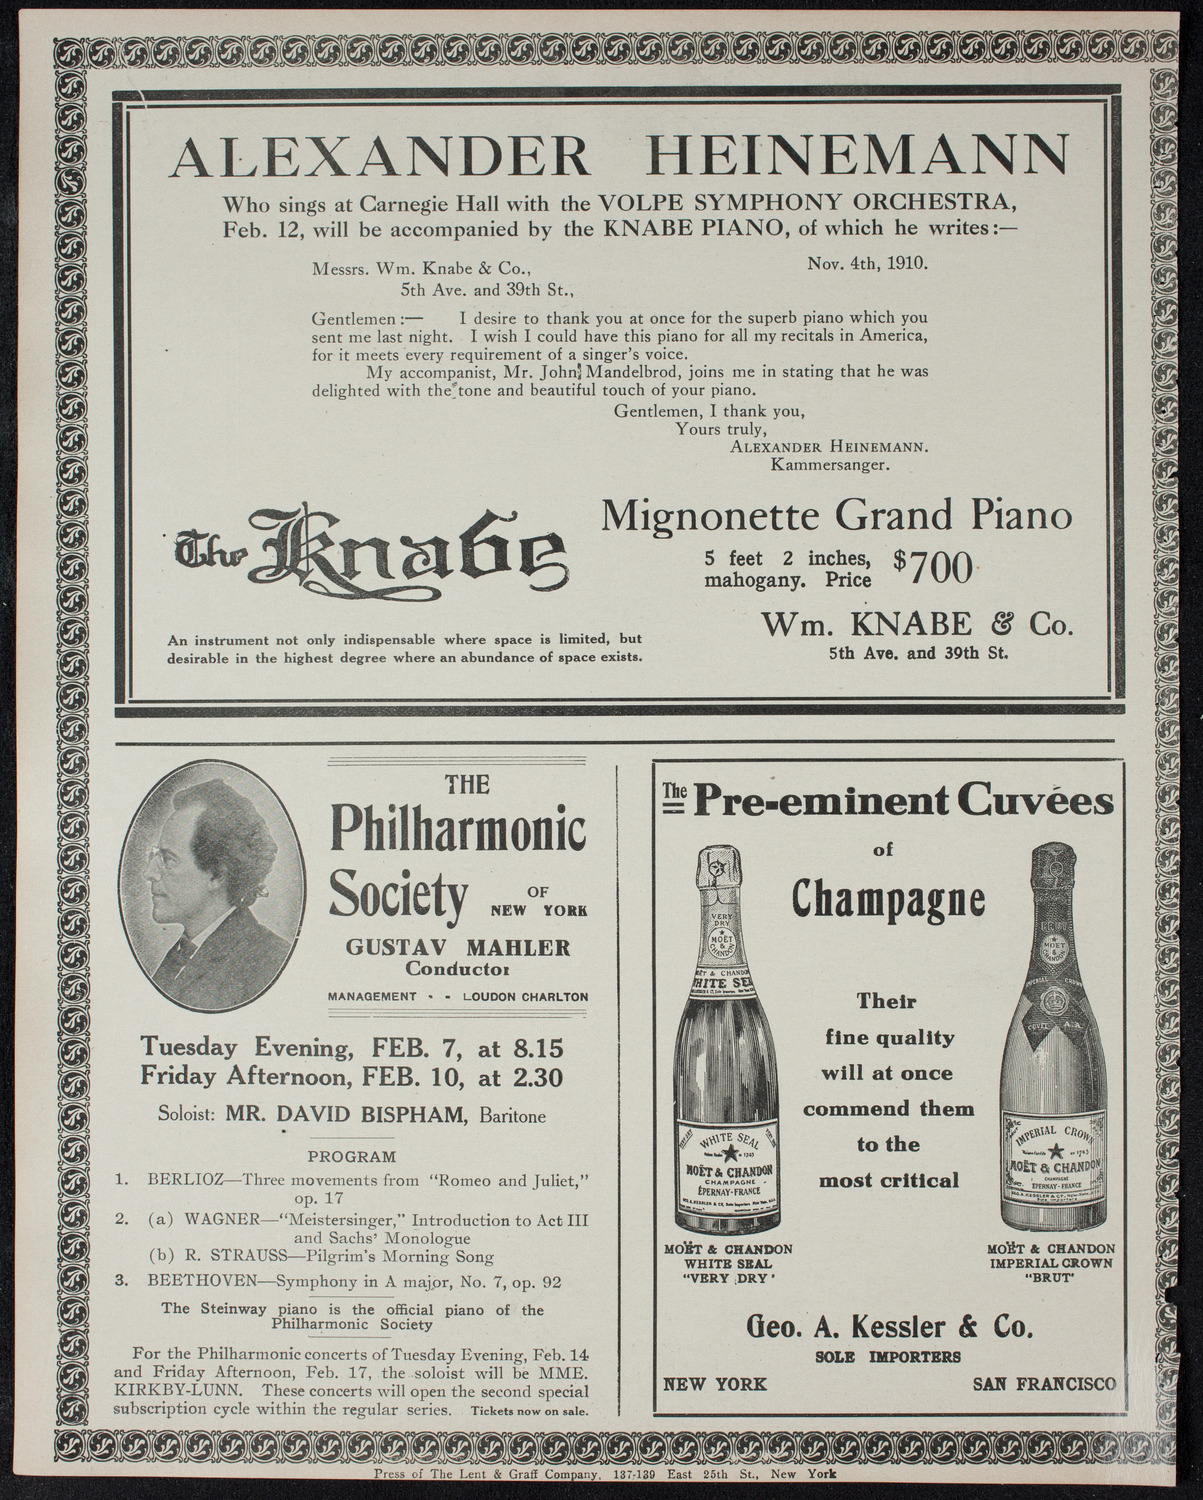 ALEXANDER HEINEMANN
Who sings at Carnegie Hall with the VOLPE SYMPHONY ORCHESTRA,
Feb. 12, will be accompanied by the KNABE PIANO, of which he writes:—
Nov. 4th, 1910.
Messrs. Wm. Knabe & Co.,
5th Ave. and 39th St.,
Gentlemen:— I desire to thank you at once for the superb piano which you
sent me last night. I wish I could have this piano for all my recitals in America,
for it meets every requirement of a singer's voice.
My accompanist, Mr. John Mandelbrod, joins me in stating that he was
delighted with the tone and beautiful touch of your piano.
Gentlemen, I thank you,
Yours truly,
ALEXANDER HEINEMANN.
Kammersanger.
The Knabe
Mignonette Grand Piano
5 feet 2 inches,
mahogany. Price $700
Wm. KNABE & Co.
5th Ave. and 39th St.
An instrument not only indispensable where space is limited, but
desirable in the highest degree where an abundance of space exists.
THE
Philharmonic
Society OF
NEW YORK
GUSTAV MAHLER
Conductor
MANAGEMENT - - LOUDON CHARLTON
Tuesday Evening, FEB. 7, at 8.15
Friday Afternoon, FEB. 10, at 2.30
Soloist: MR. DAVID BISPHAM, Baritone
PROGRAM
1. BERLIOZ—Three movements from "Romeo and Juliet,"
op. 17
2. (a) WAGNER—"Meistersinger," Introduction to Act III
and Sachs' Monologue
(b) R. STRAUSS—Pilgrim's Morning Song
3. BEETHOVEN—Symphony in A major, No. 7, op. 92
The Steinway piano is the official piano of the
Philharmonic Society
For the Philharmonic concerts of Tuesday Evening, Feb. 14
and Friday Afternoon, Feb. 17, the soloist will be MME.
KIRKBY-LUNN. These concerts will open the second special
subscription cycle within the regular series. Tickets now on sale.
The Pre-eminent Cuvées
of
Champagne
Their
fine quality
will at once
commend them
to the
most critical
VERY
DRY
MOËT
&
CHANDON
MOËT & CHANDON
WHITE SEAL
WHITE SEAL
MOËT & CHANDON
CHAMPAGNE
ÉPERNAY-FRANCE
MOËT
&
CHANDON
IMPERIAL CROWN
IMPERIAL CROWN
MOËT & CHANDON
CHAMPAGNE
ÉPERNAY-FRANCE
MOËT & CHANDON
WHITE SEAL
"VERY DRY'
MOËT & CHANDON
IMPERIAL CROWN
"BRUT'
Geo. A. Kessler & Co.
SOLE IMPORTERS
NEW YORK SAN FRANCISCO
Press of The Lent & Graff Company, 137-139 East 25th St., New York